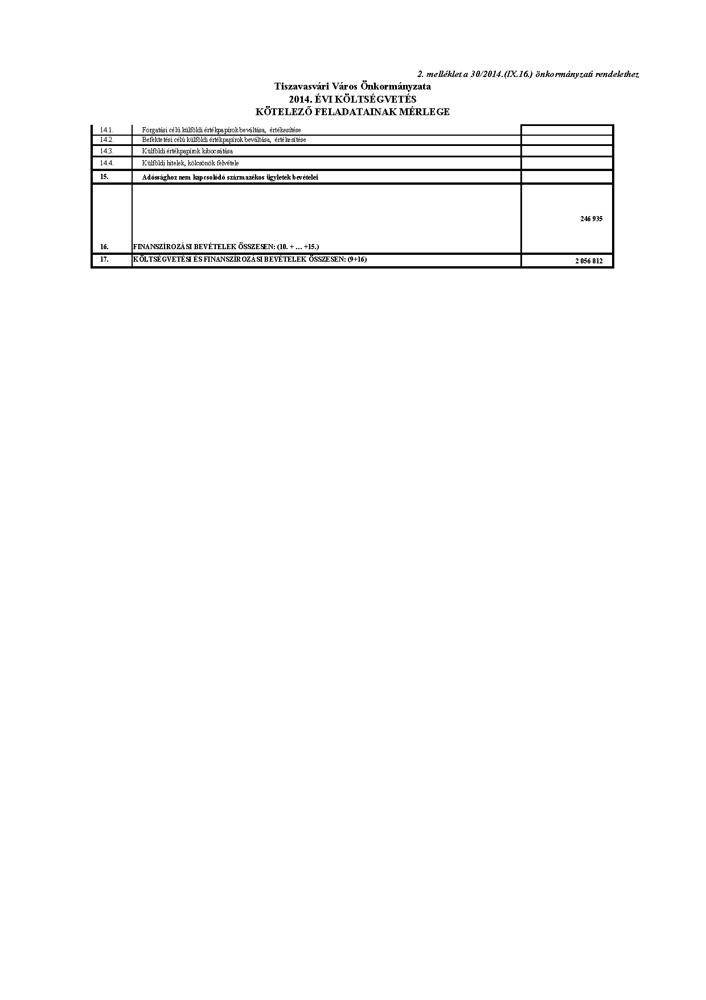 2. melléklet a 30/2014.(IX.16.) önkormányzati rendelethez
Tiszavasvári Város Önkormányzata
2014. ÉVI KÖLTSÉGVETÉS
KÖTELEZŐ FELADATAINAK MÉRLEGE
14.1. Forgatási célú külföldi értékpapírok beváltása, értékesítése
14.2. Befektetési célú külföldi értékpapírok beváltása, értékesítése
14.3. Külföldi értékpapírok kibocsátása
14.4. Külföldi hitelek, kölcsönök felvétele
15. Adóssághoz nem kapcsolódó származékos ügyletek bevételei
246 935
16. FINANSZÍROZÁSI BEVÉTELEK ÖSSZESEN: (10. + … +15.)
17. KÖLTSÉGVETÉSI ÉS FINANSZÍROZÁSI BEVÉTELEK ÖSSZESEN: (9+16) 2 056 812